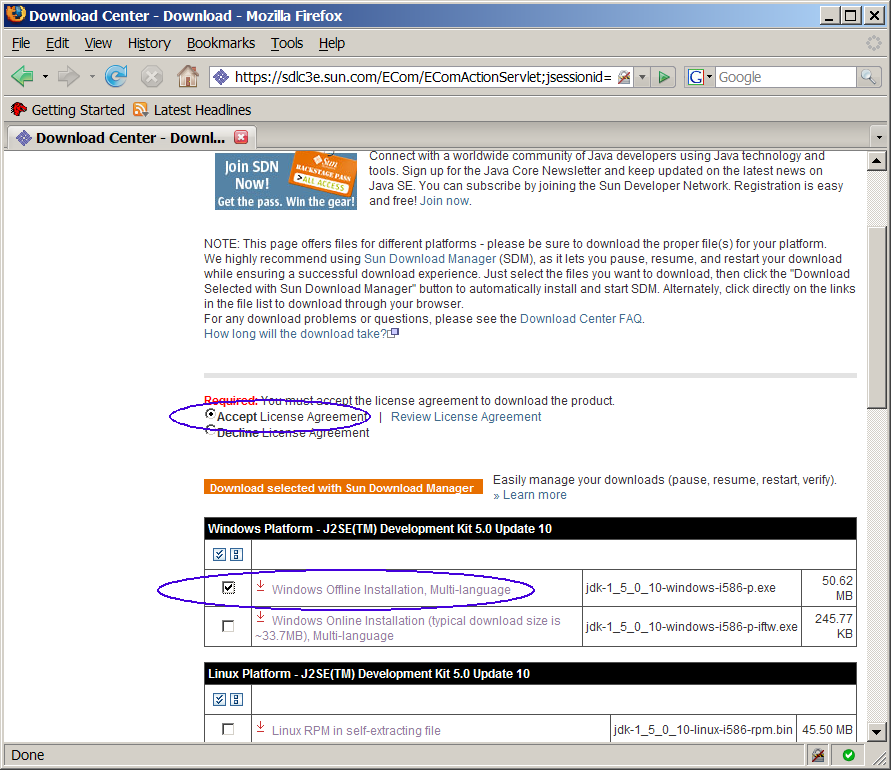 Download Center - Download - Mozilla Firefox
File Edit View History Bookmarks Tools Help
https://sdlc3e.sun.com/ECom/EComActionServlet;jsessionid=
G Google
Getting Started Latest Headlines
Download Center - Downl...
Join SDN
Now!
Sun
BACKSTAGE PASS
>ALL ACCESS
Get the pass. Win the gear!
Connect with a worldwide community of Java developers using Java technology and
tools. Sign up for the Java Core Newsletter and keep updated on the latest news on
Java SE. You can subscribe by joining the Sun Developer Network. Registration is easy
and free! Join now.
NOTE: This page offers files for different platforms - please be sure to download the proper file(s) for your platform.
We highly recommend using Sun Download Manager (SDM), as it lets you pause, resume, and restart your download
while ensuring a successful download experience. Just select the files you want to download, then click the "Download
Selected with Sun Download Manager" button to automatically install and start SDM. Alternately, click directly on the links
in the file list to download through your browser.
For any download problems or questions, please see the Download Center FAQ.
How long will the download take?
Required: You must accept the license agreement to download the product.
Accept License Agreement | Review License Agreement
Decline License Agreement
Download selected with Sun Download Manager
Easily manage your downloads (pause, resume, restart, verify).
» Learn more
Windows Platform - J2SE(TM) Development Kit 5.0 Update 10
Windows Offline Installation, Multi-language
jdk-1_5_0_10-windows-i586-p.exe
50.62
MB
Windows Online Installation (typical download size is
~33.7MB), Multi-language
jdk-1_5_0_10-windows-i586-p-iftw.exe
245.77
KB
Linux Platform - J2SE(TM) Development Kit 5.0 Update 10
Linux RPM in self-extracting file
jdk-1_5_0_10-linux-i586-rpm.bin
45.50 MB
Done